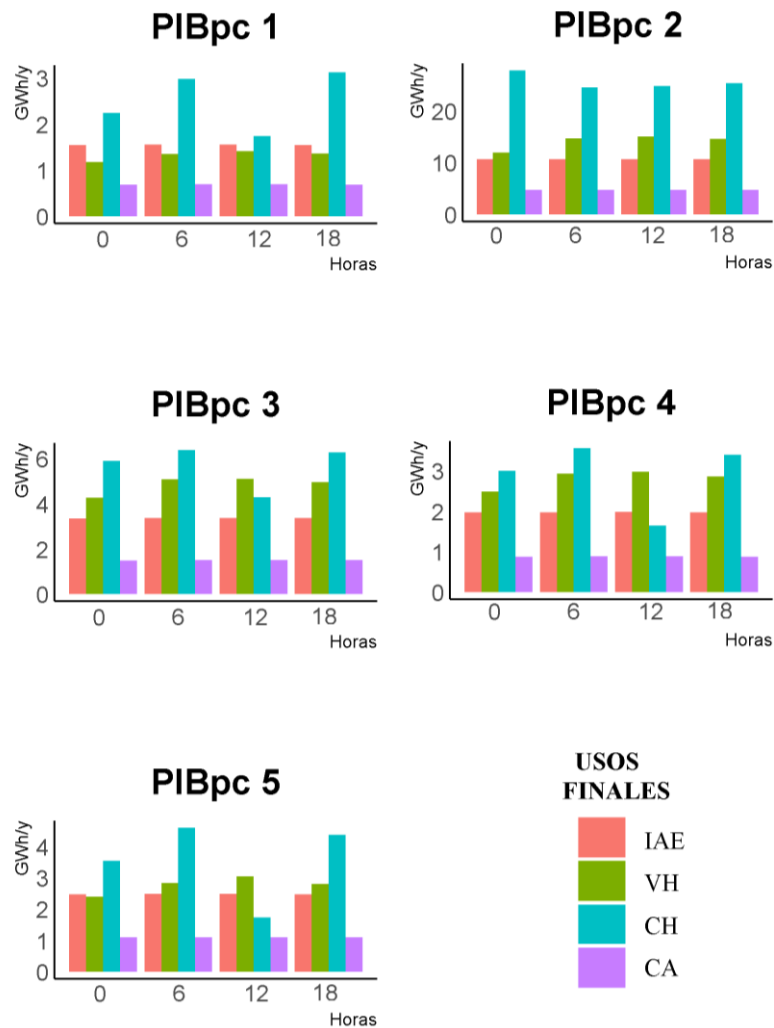 PIBpc 1
GWh/y
3
2
1
0
0 6 12 18
Horas
PIBpc 2
GWh/y
20
10
0
0 6 12 18
Horas
PIBpc 3
GWh/y
6
4
2
0
0 6 12 18
Horas
PIBpc 4
GWh/y
3
2
1
0
0 6 12 18
Horas
PIBpc 5
GWh/y
4
3
2
1
0
0 6 12 18
Horas
USOS
FINALES
IAE
VH
CH
CA